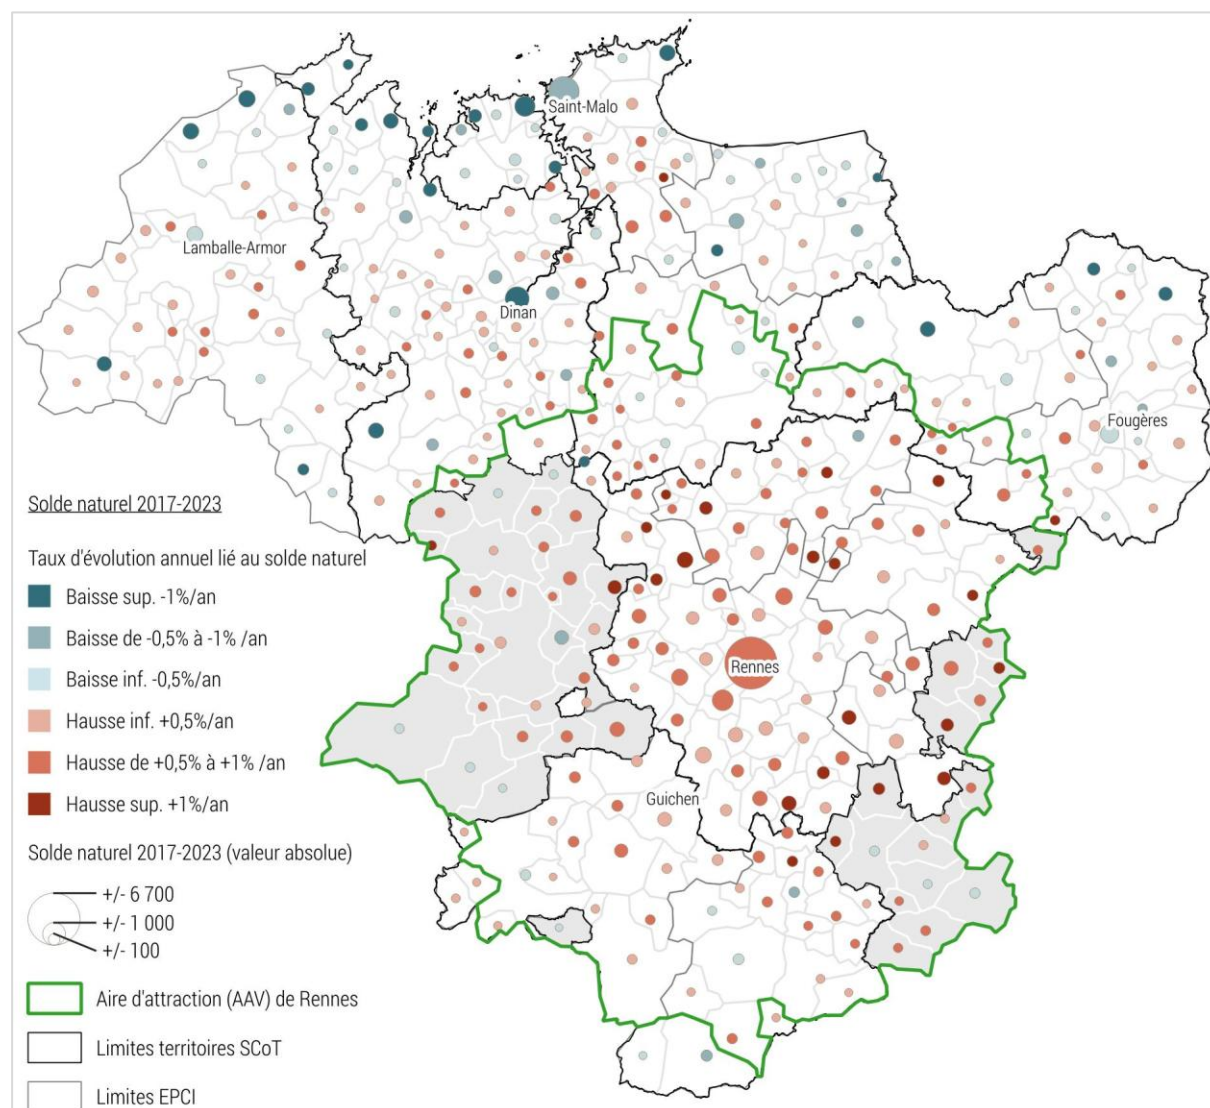 Saint-Malo
Lamballe-Armor
Dinan
Fougères
Rennes
Guichen
Solde naturel 2017-2023
Taux d'évolution annuel lié au solde naturel
Baisse sup. -1%/an
Baisse de -0,5% à -1% /an
Baisse inf. -0,5%/an
Hausse inf. +0,5%/an
Hausse de +0,5% à +1% /an
Hausse sup. +1%/an
Solde naturel 2017-2023 (valeur absolue)
+/- 6 700
+/- 1 000
+/- 100
Aire d'attraction (AAV) de Rennes
Limites territoires SCoT
Limites EPCI